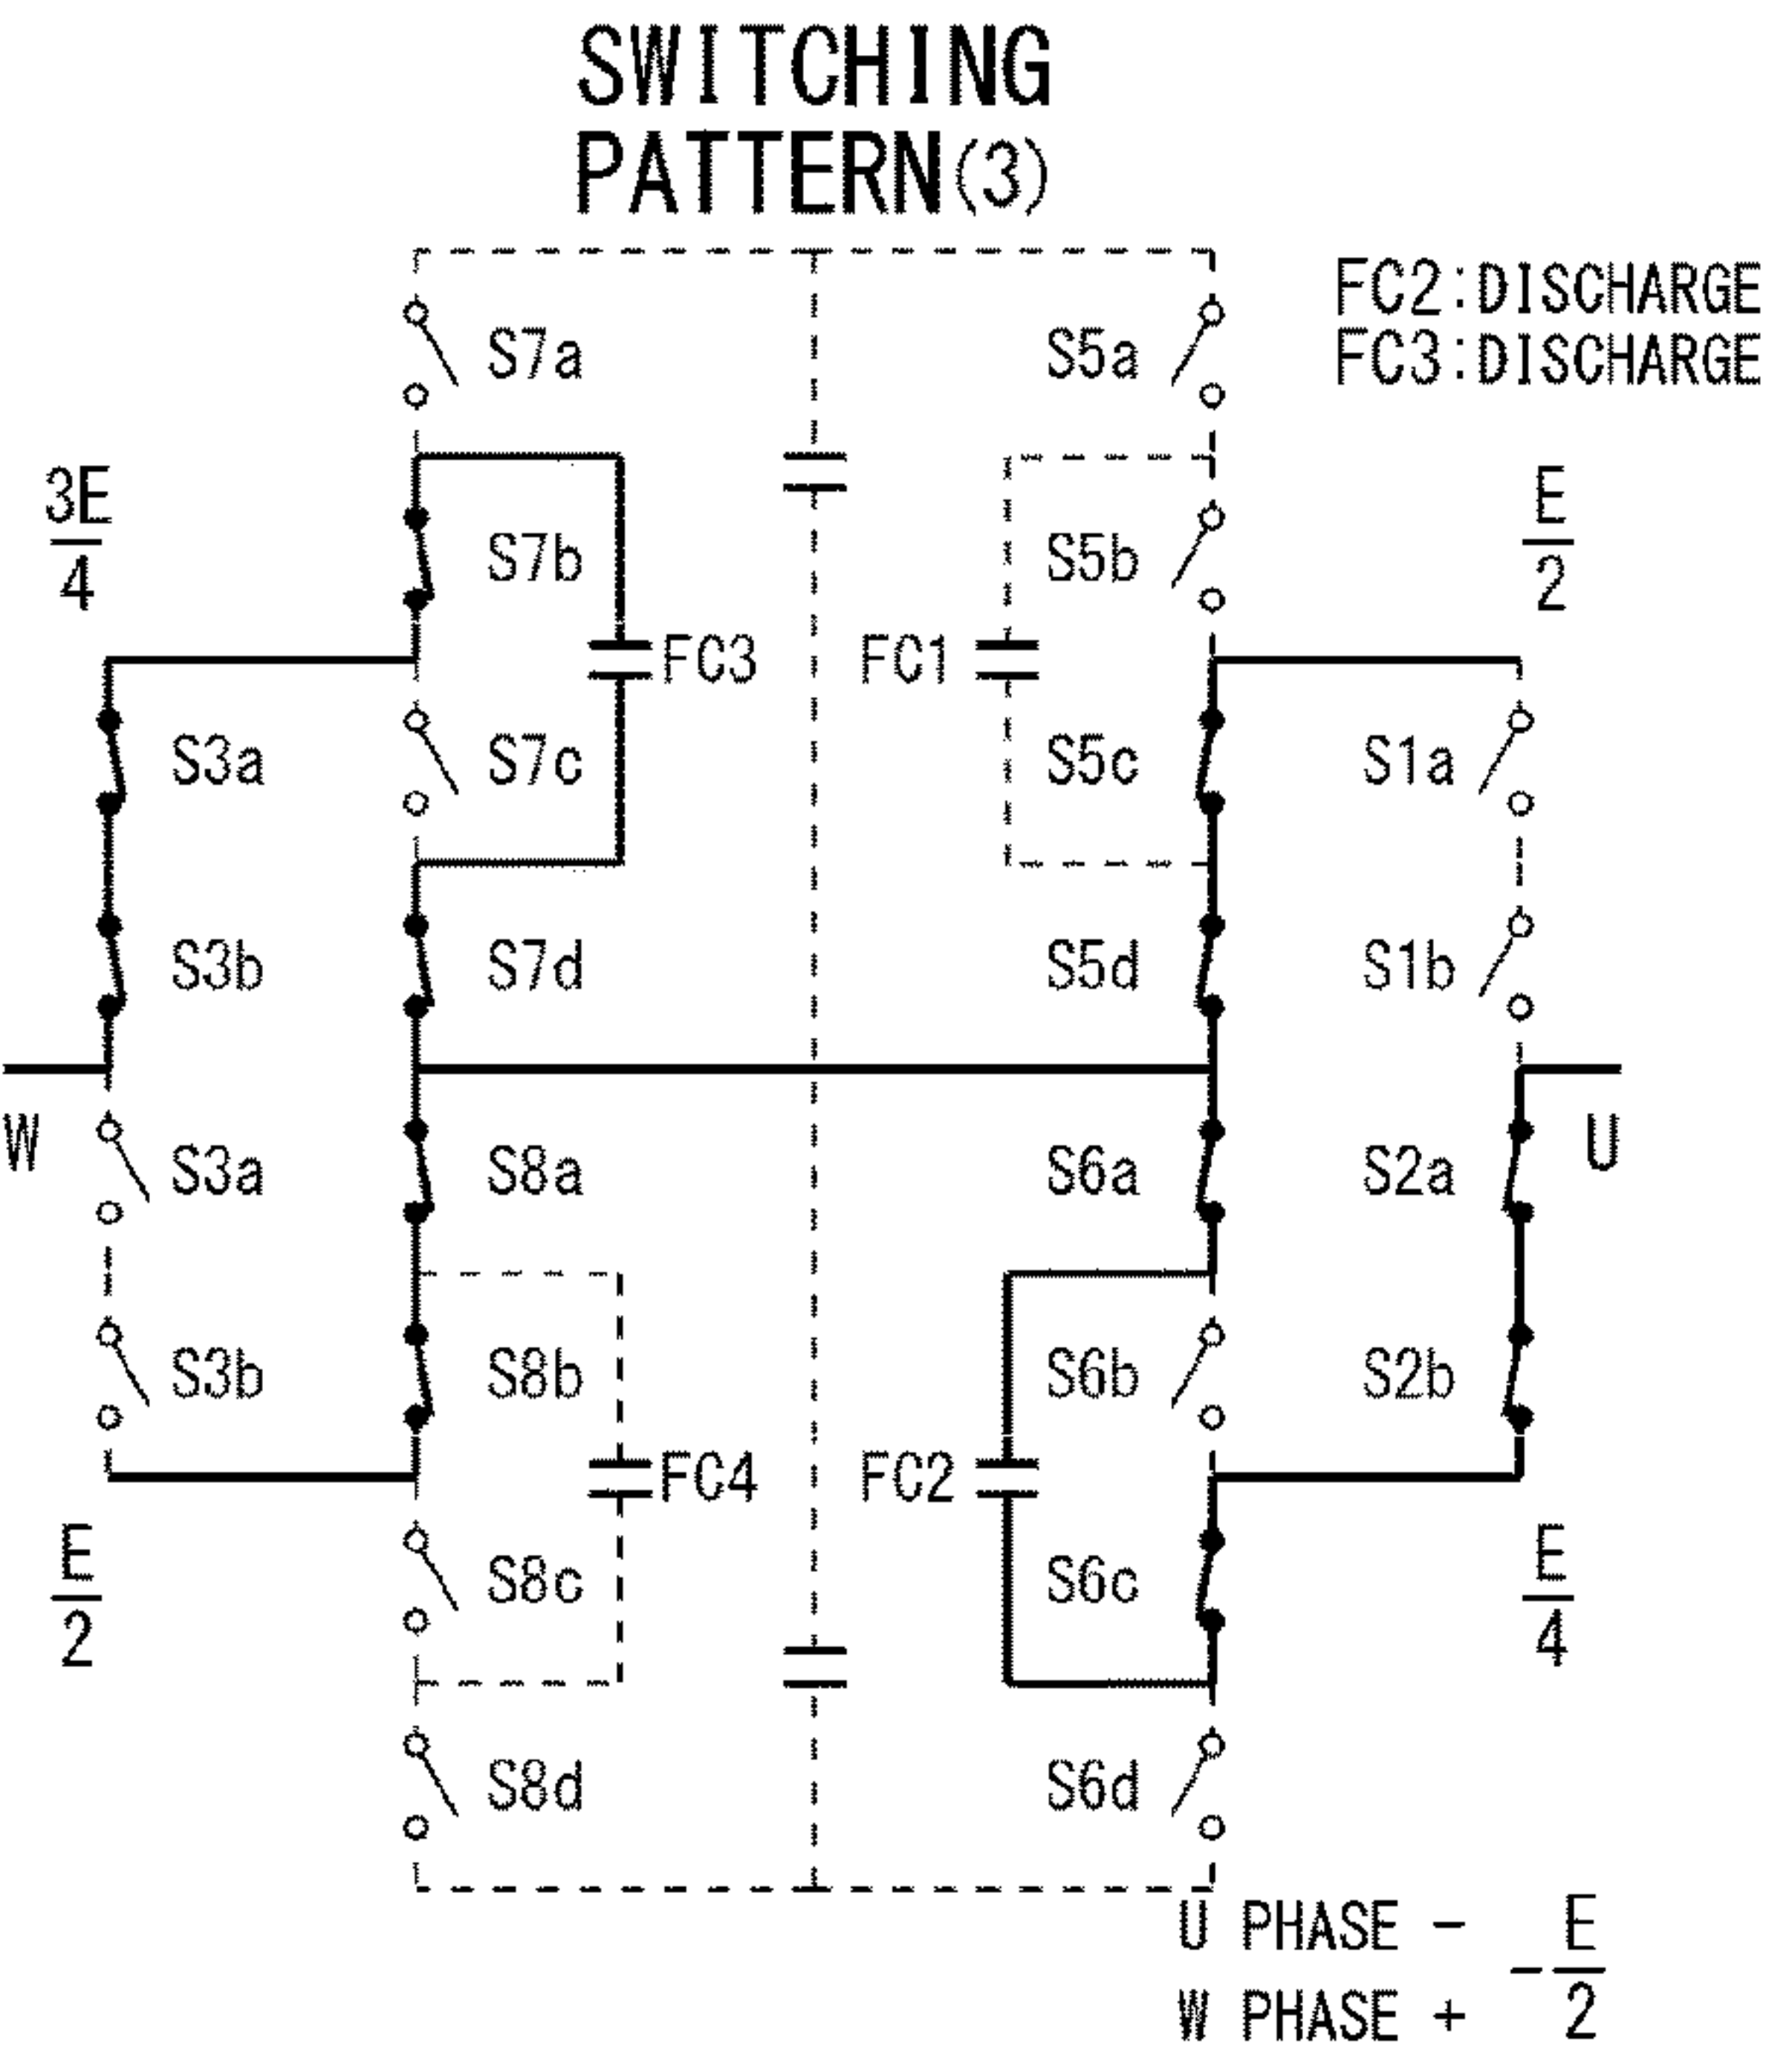 SWITCHING
PATTERN(3)
FC2:DISCHARGE
FC3:DISCHARGE
S7a
S5a
3E
4
E
2
S7b
S5b
FC3
FC1
S3a
S7c
S5c
S1a
S3b
S7d
S5d
S1b
W
U
S3a
S8a
S6a
S2a
S3b
S8b
S6b
S2b
FC4
FC2
E
2
S8c
S6c
E
4
S8d
S6d
U PHASE -
W PHASE +
- E
2